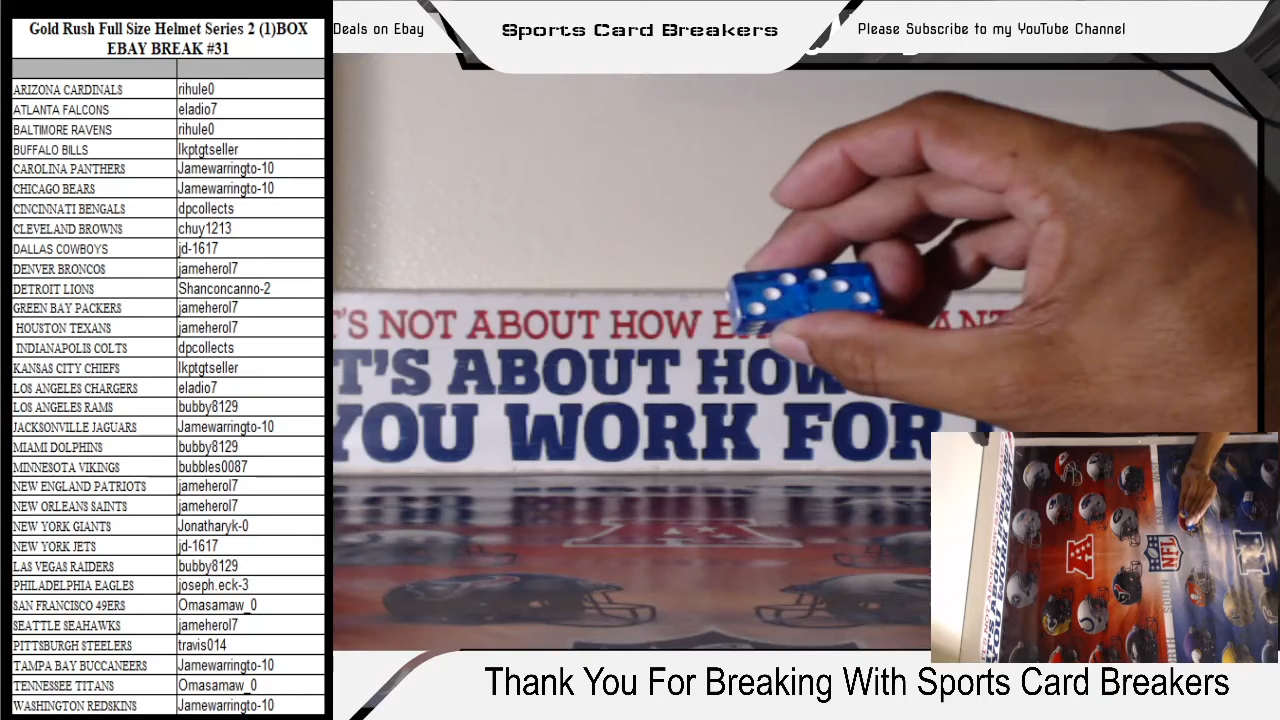 Gold Rush Full Size Helmet Series 2 (1)BOX
EBAY BREAK #31
ARIZONA CARDINALS rihule0
ATLANTA FALCONS eladio7
BALTIMORE RAVENS rihule0
BUFFALO BILLS lkptgtseller
CAROLINA PANTHERS Jamewarringto-10
CHICAGO BEARS Jamewarringto-10
CINCINNATI BENGALS dpcollects
CLEVELAND BROWNS chuy1213
DALLAS COWBOYS jd-1617
DENVER BRONCOS jameherol7
DETROIT LIONS Shanconcanno-2
GREEN BAY PACKERS jameherol7
HOUSTON TEXANS jameherol7
INDIANAPOLIS COLTS dpcollects
KANSAS CITY CHIEFS lkptgtseller
LOS ANGELES CHARGERS eladio7
LOS ANGELES RAMS bubby8129
JACKSONVILLE JAGUARS Jamewarringto-10
MIAMI DOLPHINS bubby8129
MINNESOTA VIKINGS bubbles0087
NEW ENGLAND PATRIOTS jameherol7
NEW ORLEANS SAINTS jameherol7
NEW YORK GIANTS Jonatharyk-0
NEW YORK JETS jd-1617
LAS VEGAS RAIDERS bubby8129
PHILADELPHIA EAGLES joseph.eck-3
SAN FRANCISCO 49ERS Omasamaw_0
SEATTLE SEAHAWKS jameherol7
PITTSBURGH STEELERS travis014
TAMPA BAY BUCCANEERS Jamewarringto-10
TENNESSEE TITANS Omasamaw_0
WASHINGTON REDSKINS Jamewarringto-10
Deals on Ebay
Sports Card Breakers
Please Subscribe to my YouTube Channel
T'S NOT ABOUT HOW
IT'S ABOUT HOW
YOU WORK FOR
NFL
Thank You For Breaking With Sports Card Breakers